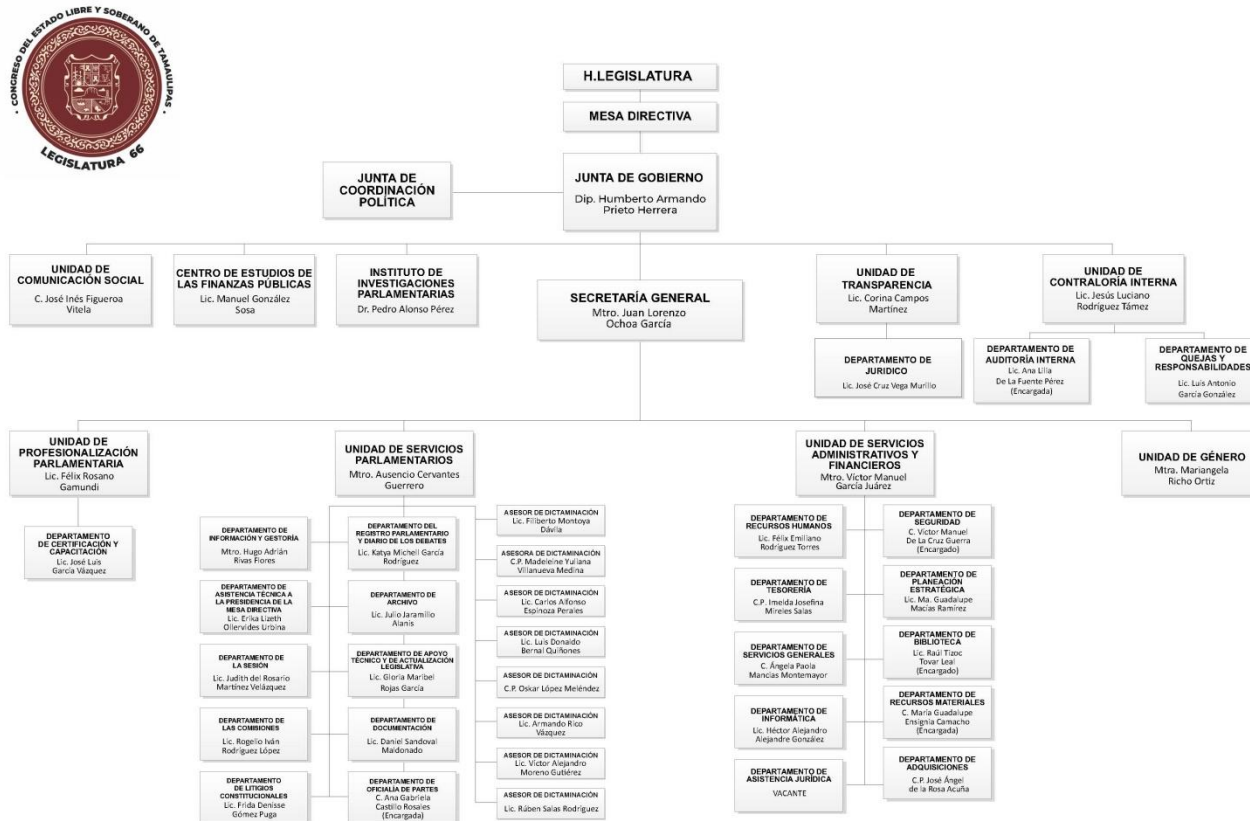 CONGRESO DEL ESTADO LIBRE Y SOBERANO DE TAMAULIPAS
LEGISLATURA 66
H.LEGISLATURA
MESA DIRECTIVA
JUNTA DE
COORDINACIÓN
POLÍTICA
JUNTA DE GOBIERNO
Dip. Humberto Armando
Prieto Herrera
UNIDAD DE
COMUNICACIÓN SOCIAL
C. José Inés Figueroa
Vitela
CENTRO DE ESTUDIOS DE
LAS FINANZAS PÚBLICAS
Lic. Manuel González
Sosa
INSTITUTO DE
INVESTIGACIONES
PARLAMENTARIAS
Dr. Pedro Alonso Pérez
SECRETARÍA GENERAL
Mtro. Juan Lorenzo
Ochoa García
UNIDAD DE
TRANSPARENCIA
Lic. Corina Campos
Martínez
UNIDAD DE
CONTRALORÍA INTERNA
Lic. Jesús Luciano
Rodríguez Támez
DEPARTAMENTO DE
JURIDICO
Lic. José Cruz Vega Murillo
DEPARTAMENTO DE
AUDITORÍA INTERNA
Lic. Ana Lilia
De La Fuente Pérez
(Encargada)
DEPARTAMENTO DE
QUEJAS Y
RESPONSABILIDADES
Lic. Luis Antonio
García González
UNIDAD DE
PROFESIONALIZACIÓN
PARLAMENTARIA
Lic. Félix Rosano
Gamundi
DEPARTAMENTO
DE CERTIFICACIÓN Y
CAPACITACIÓN
Lic. José Luis
García Vázquez
UNIDAD DE SERVICIOS
PARLAMENTARIOS
Mtro. Ausencio Cervantes
Guerrero
DEPARTAMENTO DE
INFORMACIÓN Y GESTORÍA
Mtro. Hugo Adrián
Rivas Flores
DEPARTAMENTO DE
ASISTENCIA TÉCNICA A
LA PRESIDENCIA DE LA
MESA DIRECTIVA
Lic. Erika Lizeth
Ollervides Urbina
DEPARTAMENTO DE
LA SESIÓN
Lic. Judith del Rosario
Martínez Velázquez
DEPARTAMENTO DE
LAS COMISIONES
Lic. Rogelio Iván
Rodríguez López
DEPARTAMENTO
DE LITIGIOS
CONSTITUCIONALES
Lic. Frida Denisse
Gómez Puga
DEPARTAMENTO DEL
REGISTRO PARLAMENTARIO
Y DIARIO DE LOS DEBATES
Lic. Katya Micheil García
Rodríguez
DEPARTAMENTO DE
ARCHIVO
Lic. Julio Jaramillo
Alanis
DEPARTAMENTO DE APOYO
TÉCNICO Y DE ACTUALIZACIÓN
LEGISLATIVA
Lic. Gloria Maribel
Rojas García
DEPARTAMENTO DE
DOCUMENTACIÓN
Lic. Daniel Sandoval
Maldonado
DEPARTAMENTO DE
OFICIALÍA DE PARTES
C. Ana Gabriela
Castillo Rosales
(Encargada)
ASESOR DE DICTAMINACIÓN
Lic. Filiberto Montoya
Dávila
ASESORA DE DICTAMINACIÓN
C.P. Madeleine Yuliana
Villanueva Medina
ASESOR DE DICTAMINACIÓN
Lic. Carlos Alfonso
Espinoza Perales
ASESOR DE DICTAMINACIÓN
Lic. Luis Donaldo
Bernal Quiñones
ASESOR DE DICTAMINACIÓN
C.P. Oskar López Meléndez
ASESOR DE DICTAMINACIÓN
Lic. Armando Rico
Vázquez
ASESOR DE DICTAMINACIÓN
Lic. Víctor Alejandro
Moreno Gutiérez
ASESOR DE DICTAMINACIÓN
Lic. Rúben Salas Rodríguez
UNIDAD DE SERVICIOS
ADMINISTRATIVOS Y
FINANCIEROS
Mtro. Víctor Manuel
García Juárez
DEPARTAMENTO DE
RECURSOS HUMANOS
Lic. Félix Emiliano
Rodríguez Torres
DEPARTAMENTO DE
TESORERÍA
C.P. Imelda Josefina
Mireles Salas
DEPARTAMENTO DE
SERVICIOS GENERALES
C. Ángela Paola
Mancias Montemayor
DEPARTAMENTO DE
INFORMÁTICA
Lic. Héctor Alejandro
Alejandre González
DEPARTAMENTO DE
ASISTENCIA JURÍDICA
VACANTE
DEPARTAMENTO DE
SEGURIDAD
C. Víctor Manuel
De La Cruz Guerra
(Encargado)
DEPARTAMENTO DE
PLANEACIÓN
ESTRATÉGICA
Lic. Ma. Guadalupe
Macías Ramírez
DEPARTAMENTO DE
BIBLIOTECA
Lic. Raúl Tizoc
Tovar Leal
(Encargado)
DEPARTAMENTO DE
RECURSOS MATERIALES
C. María Guadalupe
Ensignia Camacho
(Encargada)
DEPARTAMENTO DE
ADQUISICIONES
C.P. José Ángel
de la Rosa Acuña
UNIDAD DE GÉNERO
Mtra. Mariangela
Richo Ortiz